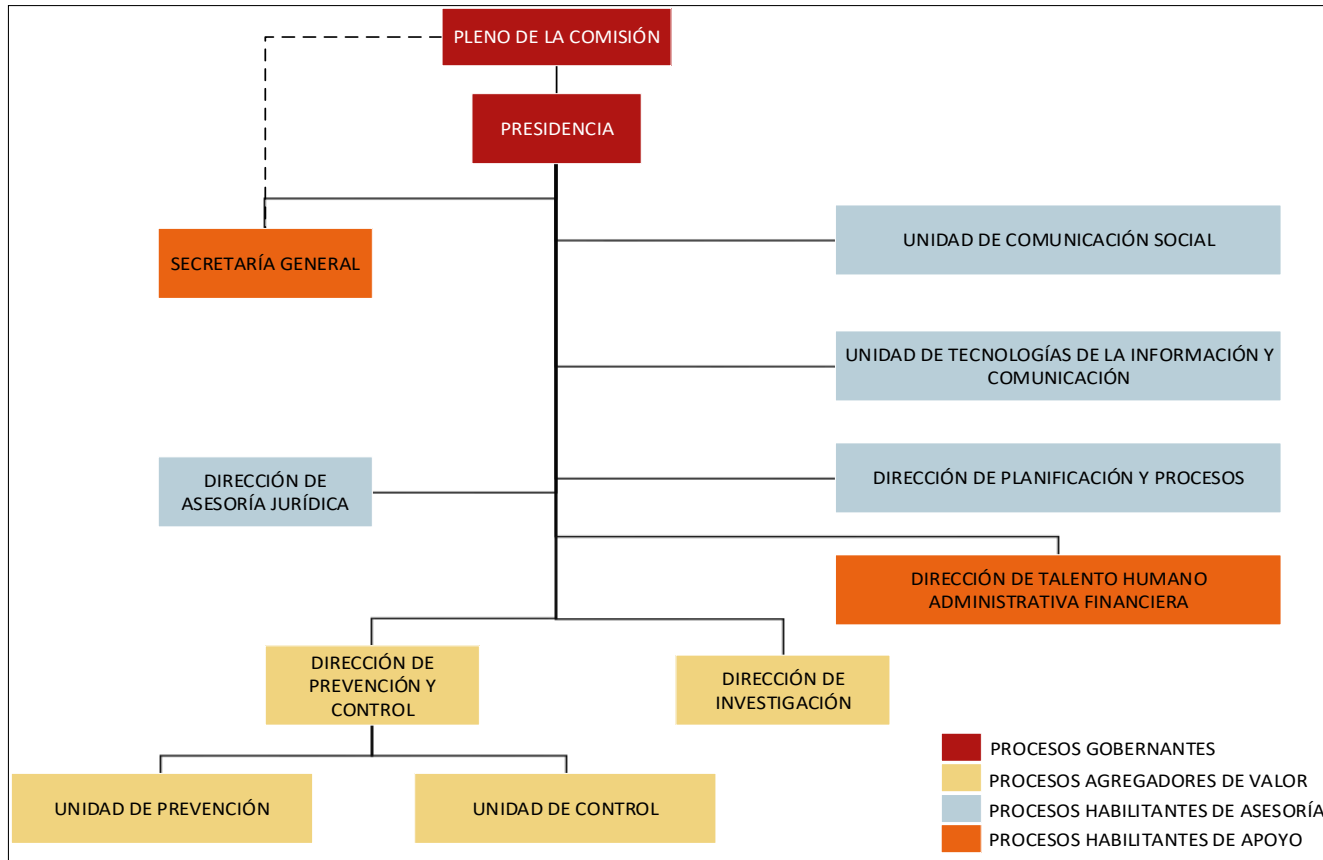 PLENO DE LA COMISIÓN
PRESIDENCIA
SECRETARÍA GENERAL
UNIDAD DE COMUNICACIÓN SOCIAL
UNIDAD DE TECNOLOGÍAS DE LA INFORMACIÓN Y
COMUNICACIÓN
DIRECCIÓN DE
ASESORÍA JURÍDICA
DIRECCIÓN DE PLANIFICACIÓN Y PROCESOS
DIRECCIÓN DE TALENTO HUMANO
ADMINISTRATIVA FINANCIERA
DIRECCIÓN DE
PREVENCIÓN Y
CONTROL
DIRECCIÓN DE
INVESTIGACIÓN
UNIDAD DE PREVENCIÓN
UNIDAD DE CONTROL
PROCESOS GOBERNANTES
PROCESOS AGREGADORES DE VALOR
PROCESOS HABILITANTES DE ASESORÍA
PROCESOS HABILITANTES DE APOYO